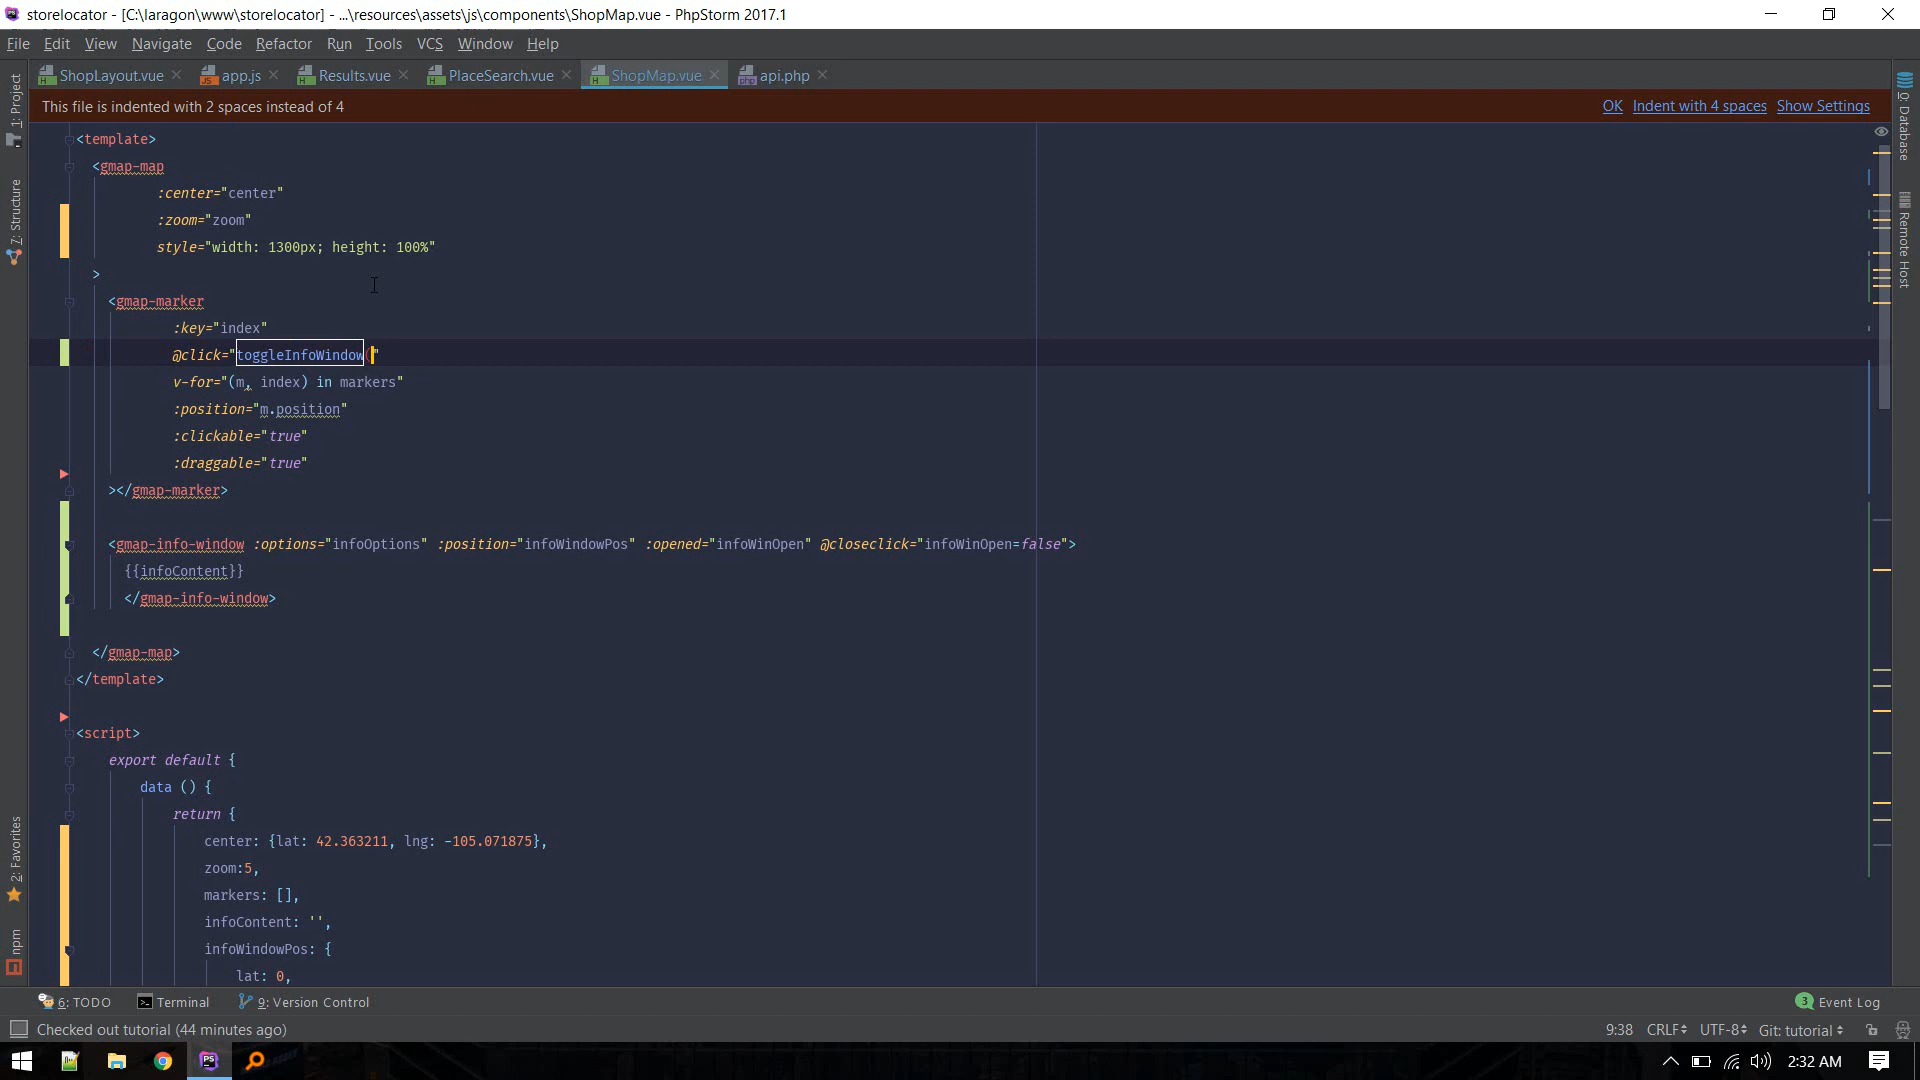 storelocator - [C:\laragon\www\storelocator] - ...\resources\assets\js\components\ShopMap.vue - PhpStorm 2017.1
File Edit View Navigate Code Refactor Run Tools VCS Window Help
ShopLayout.vue app.js Results.vue PlaceSearch.vue ShopMap.vue api.php
This file is indented with 2 spaces instead of 4 OK Indent with 4 spaces Show Settings
1: Project
7: Structure
2: Favorites
npm
Database
Remote Host
<template>
<gmap-map
:center="center"
:zoom="zoom"
style="width: 1300px; height: 100%"
>
<gmap-marker
:key="index"
@click="toggleInfoWindow("
v-for="(m, index) in markers"
:position="m.position"
:clickable="true"
:draggable="true"
></gmap-marker>
<gmap-info-window :options="infoOptions" :position="infoWindowPos" :opened="infoWinOpen" @closeclick="infoWinOpen=false">
{{infoContent}}
</gmap-info-window>
</gmap-map>
</template>
<script>
export default {
data () {
return {
center: {lat: 42.363211, lng: -105.071875},
zoom:5,
markers: [],
infoContent: '',
infoWindowPos: {
lat: 0,
6: TODO Terminal 9: Version Control 3 Event Log
Checked out tutorial (44 minutes ago) 9:38 CRLF UTF-8 Git: tutorial
PS 2:32 AM